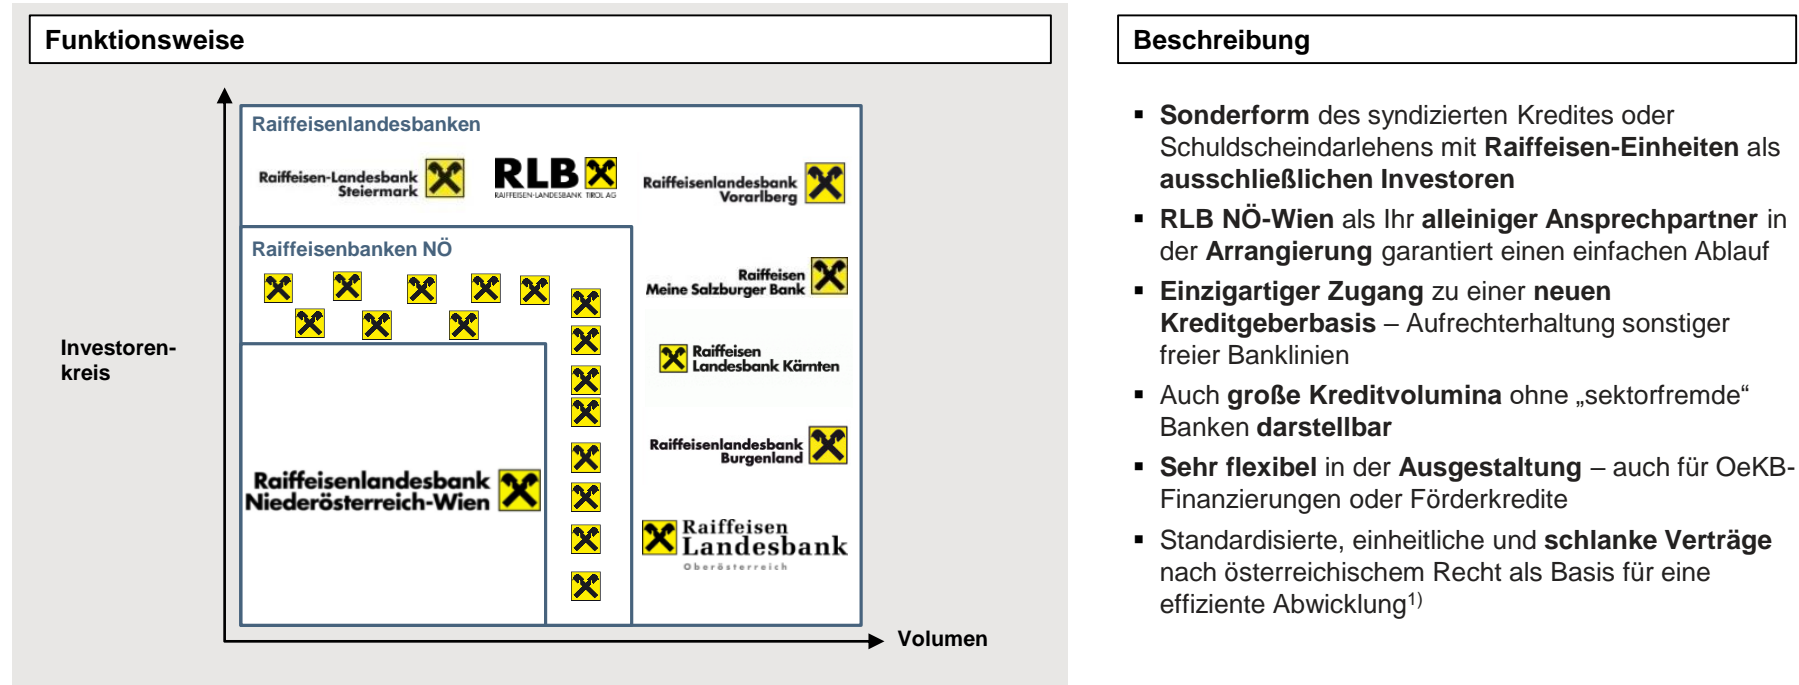 Funktionsweise
Raiffeisenlandesbanken
Raiffeisen-Landesbank
Steiermark
RLB
RAIFFEISEN-LANDESBANK TIROL AG
Raiffeisenlandesbank
Vorarlberg
Raiffeisenbanken NÖ
Raiffeisen
Meine Salzburger Bank
Investoren-
kreis
Raiffeisen
Landesbank Kärnten
Raiffeisenlandesbank
Burgenland
Raiffeisenlandesbank
Niederösterreich-Wien
Raiffeisen
Landesbank
Oberösterreich
Volumen
Beschreibung
▪ Sonderform des syndizierten Kredites oder
Schuldscheindarlehens mit Raiffeisen-Einheiten als
ausschließlichen Investoren
▪ RLB NÖ-Wien als Ihr alleiniger Ansprechpartner in
der Arrangierung garantiert einen einfachen Ablauf
▪ Einzigartiger Zugang zu einer neuen
Kreditgeberbasis – Aufrechterhaltung sonstiger
freier Banklinien
▪ Auch große Kreditvolumina ohne „sektorfremde“
Banken darstellbar
▪ Sehr flexibel in der Ausgestaltung – auch für OeKB-
Finanzierungen oder Förderkredite
▪ Standardisierte, einheitliche und schlanke Verträge
nach österreichischem Recht als Basis für eine
effiziente Abwicklung1)